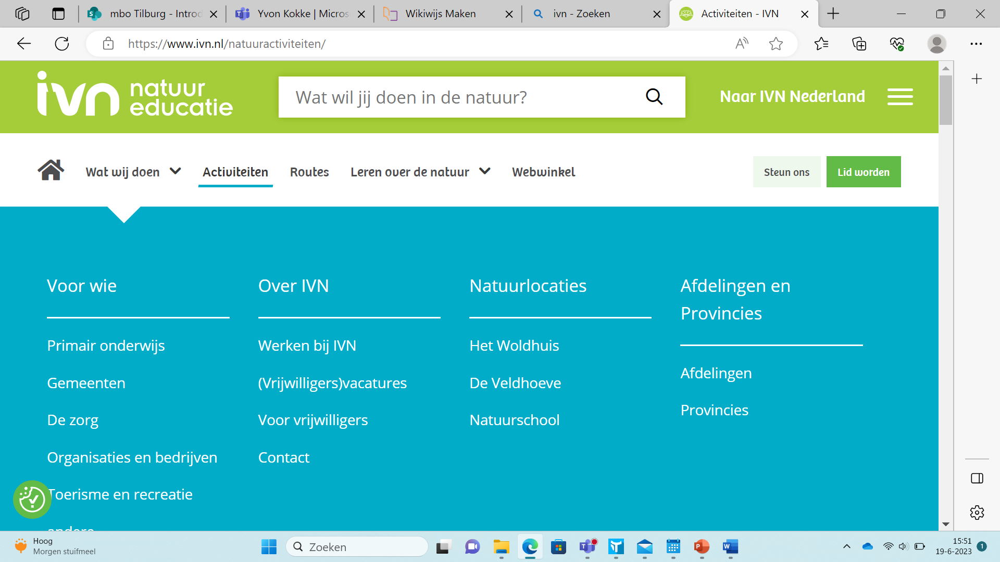 mbo Tilburg - Introd
Yvon Kokke | Micros
Wikiwijs Maken
ivn - Zoeken
Activiteiten - IVN
https://www.ivn.nl/natuuractiviteiten/
ivn natuur educatie
Wat wil jij doen in de natuur?
Naar IVN Nederland
Wat wij doen
Activiteiten
Routes
Leren over de natuur
Webwinkel
Steun ons
Lid worden
Voor wie
Primair onderwijs
Gemeenten
De zorg
Organisaties en bedrijven
Toerisme en recreatie
Over IVN
Werken bij IVN
(Vrijwilligers)vacatures
Voor vrijwilligers
Contact
Natuurlocaties
Het Woldhuis
De Veldhoeve
Natuurschool
Afdelingen en
Provincies
Afdelingen
Provincies
Hoog
Morgen stuifmeel
Zoeken
15:51
19-6-2023
1